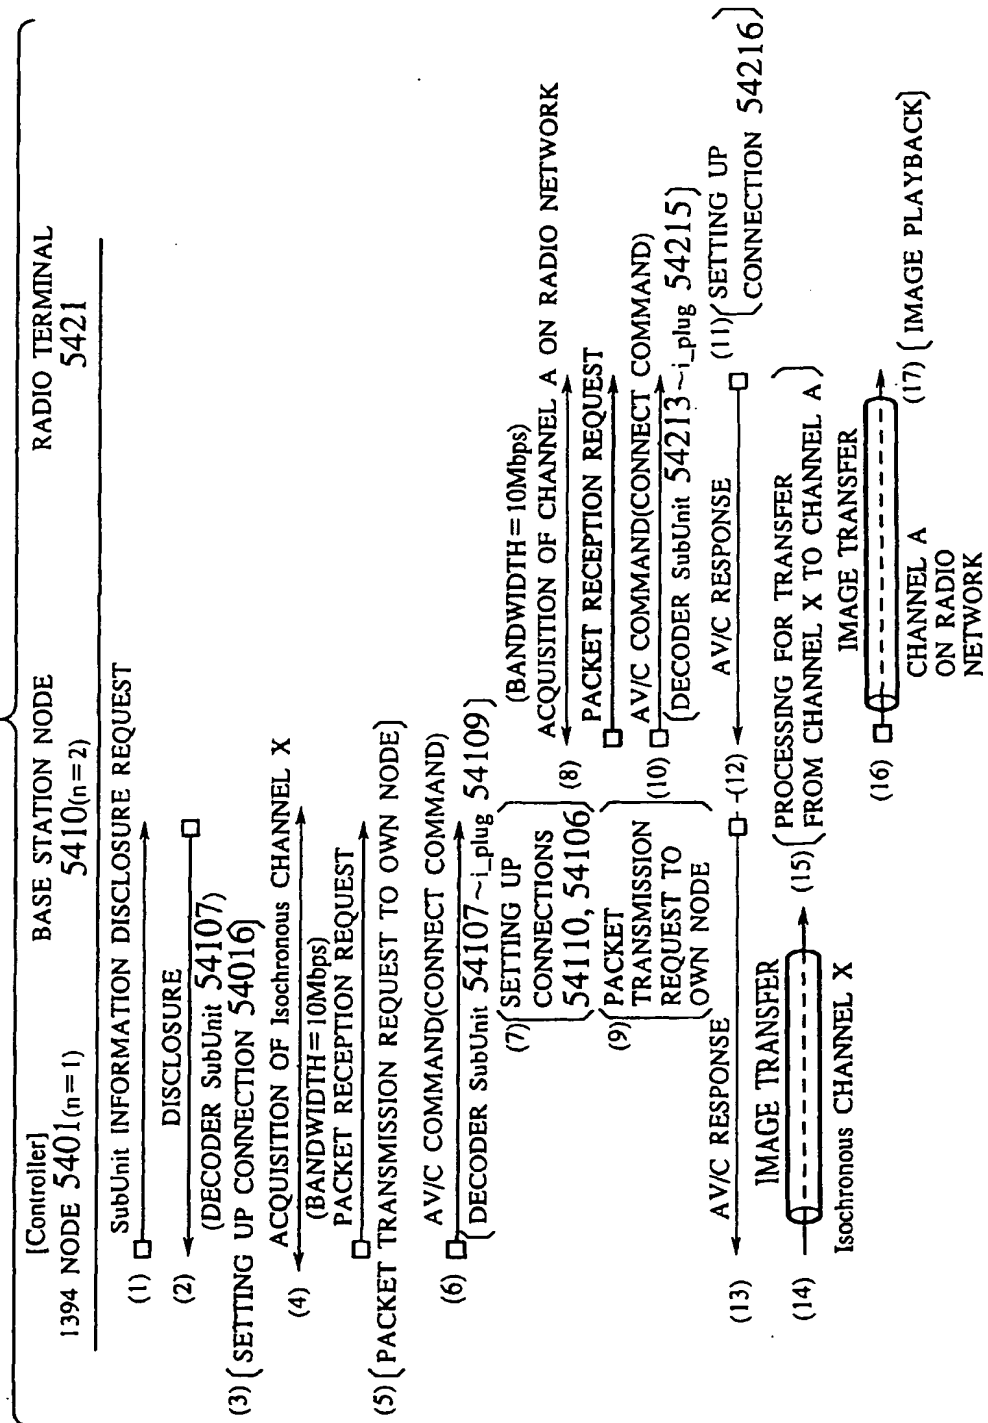 [Controller]
1394 NODE 5401(n=1)
BASE STATION NODE
5410(n=2)
RADIO TERMINAL
5421
(1)
SubUnit INFORMATION DISCLOSURE REQUEST
(2)
DISCLOSURE
(DECODER SubUnit 54107)
(3) [SETTING UP CONNECTION 54016]
(4)
ACQUISITION OF Isochronous CHANNEL X
(BANDWIDTH=10Mbps)
PACKET RECEPTION REQUEST
(5) [PACKET TRANSMISSION REQUEST TO OWN NODE]
(6)
AV/C COMMAND(CONNECT COMMAND)
[DECODER SubUnit 54107~i_plug 54109]
(7) [SETTING UP
CONNECTIONS
54110, 54106]
(BANDWIDTH=10Mbps)
ACQUISITION OF CHANNEL A ON RADIO NETWORK
(8)
PACKET RECEPTION REQUEST
(9) [PACKET
TRANSMISSION
REQUEST TO
OWN NODE]
(10)
AV/C COMMAND(CONNECT COMMAND)
[DECODER SubUnit 54213~i_plug 54215]
(11) [SETTING UP
CONNECTION 54216]
AV/C RESPONSE
(12)
AV/C RESPONSE
(13)
IMAGE TRANSFER
(14)
Isochronous CHANNEL X
(15) [PROCESSING FOR TRANSFER
FROM CHANNEL X TO CHANNEL A]
IMAGE TRANSFER
(16)
CHANNEL A
ON RADIO
NETWORK
(17) [IMAGE PLAYBACK]